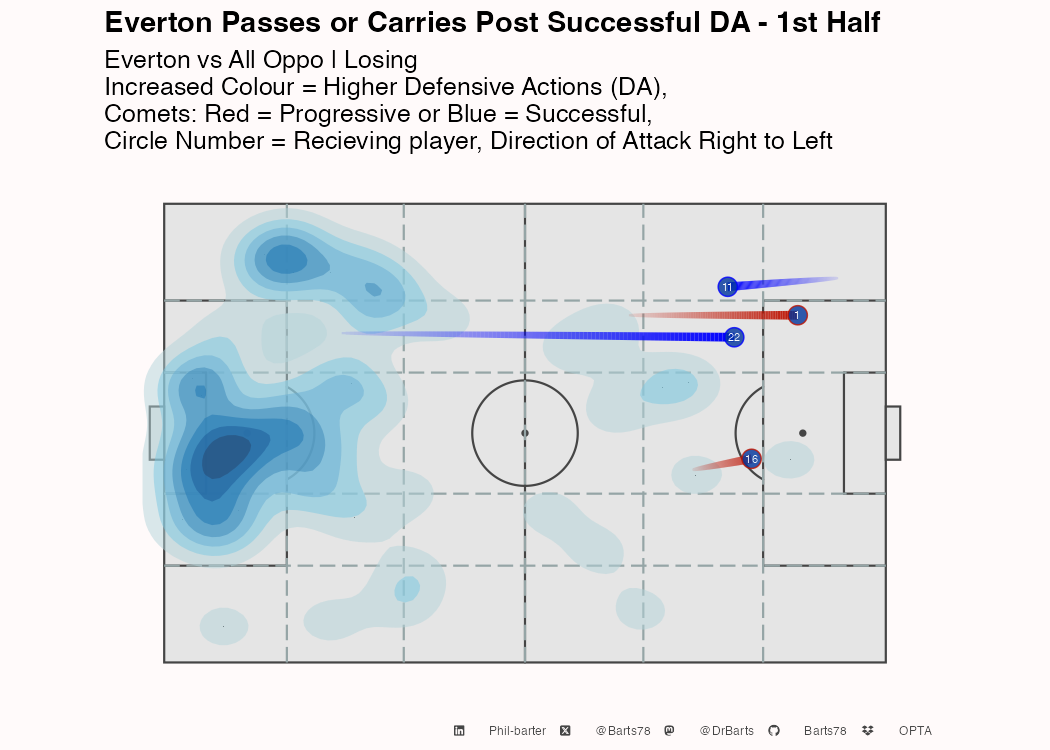 Everton Passes or Carries Post Successful DA - 1st Half
Everton vs All Oppo | Losing
Increased Colour = Higher Defensive Actions (DA),
Comets: Red = Progressive or Blue = Successful,
Circle Number = Recieving player, Direction of Attack Right to Left
11
1
22
16
Phil-barter @Barts78 @DrBarts Barts78 OPTA